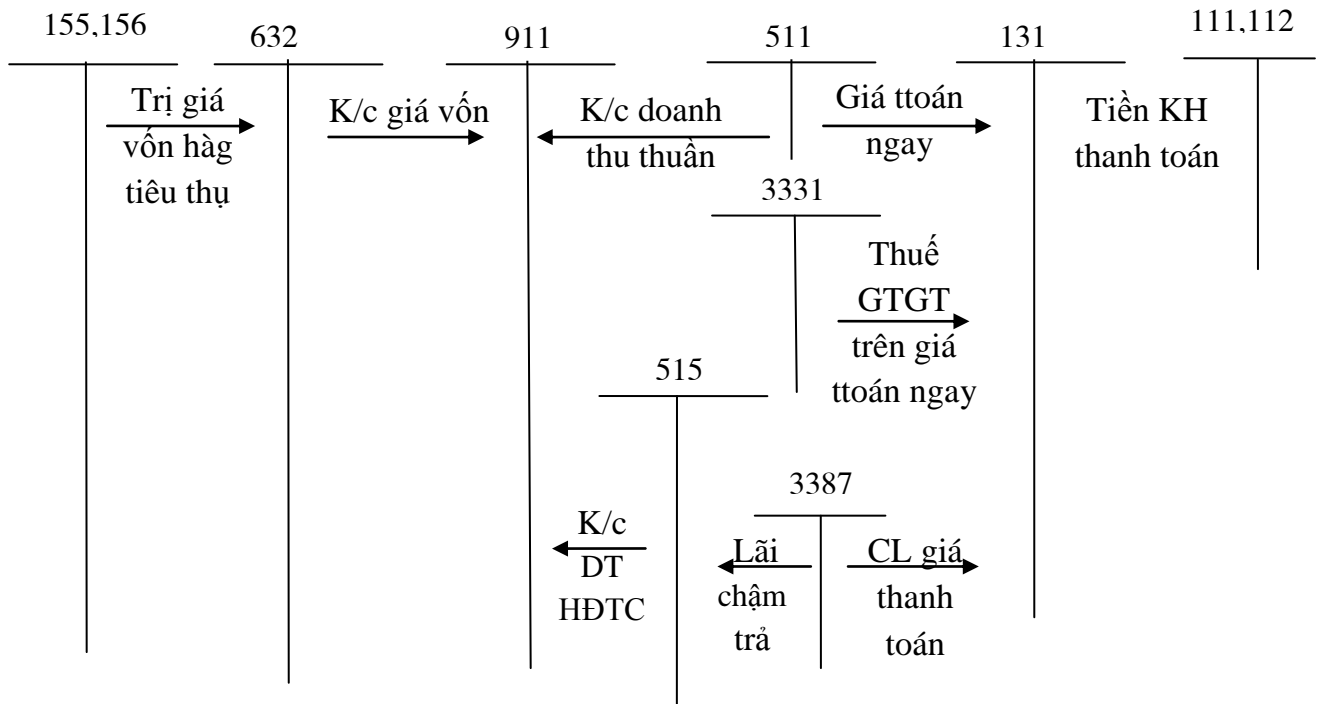 155,156
632
911
511
131
111,112
Trị giá
vốn hàg
tiêu thụ
K/c giá vốn
K/c doanh
thu thuần
Giá ttoán
ngay
Tiền KH
thanh toán
3331
Thuế
GTGT
trên giá
ttoán ngay
515
3387
K/c
DT
HĐTC
Lãi
chậm
trả
CL giá
thanh
toán